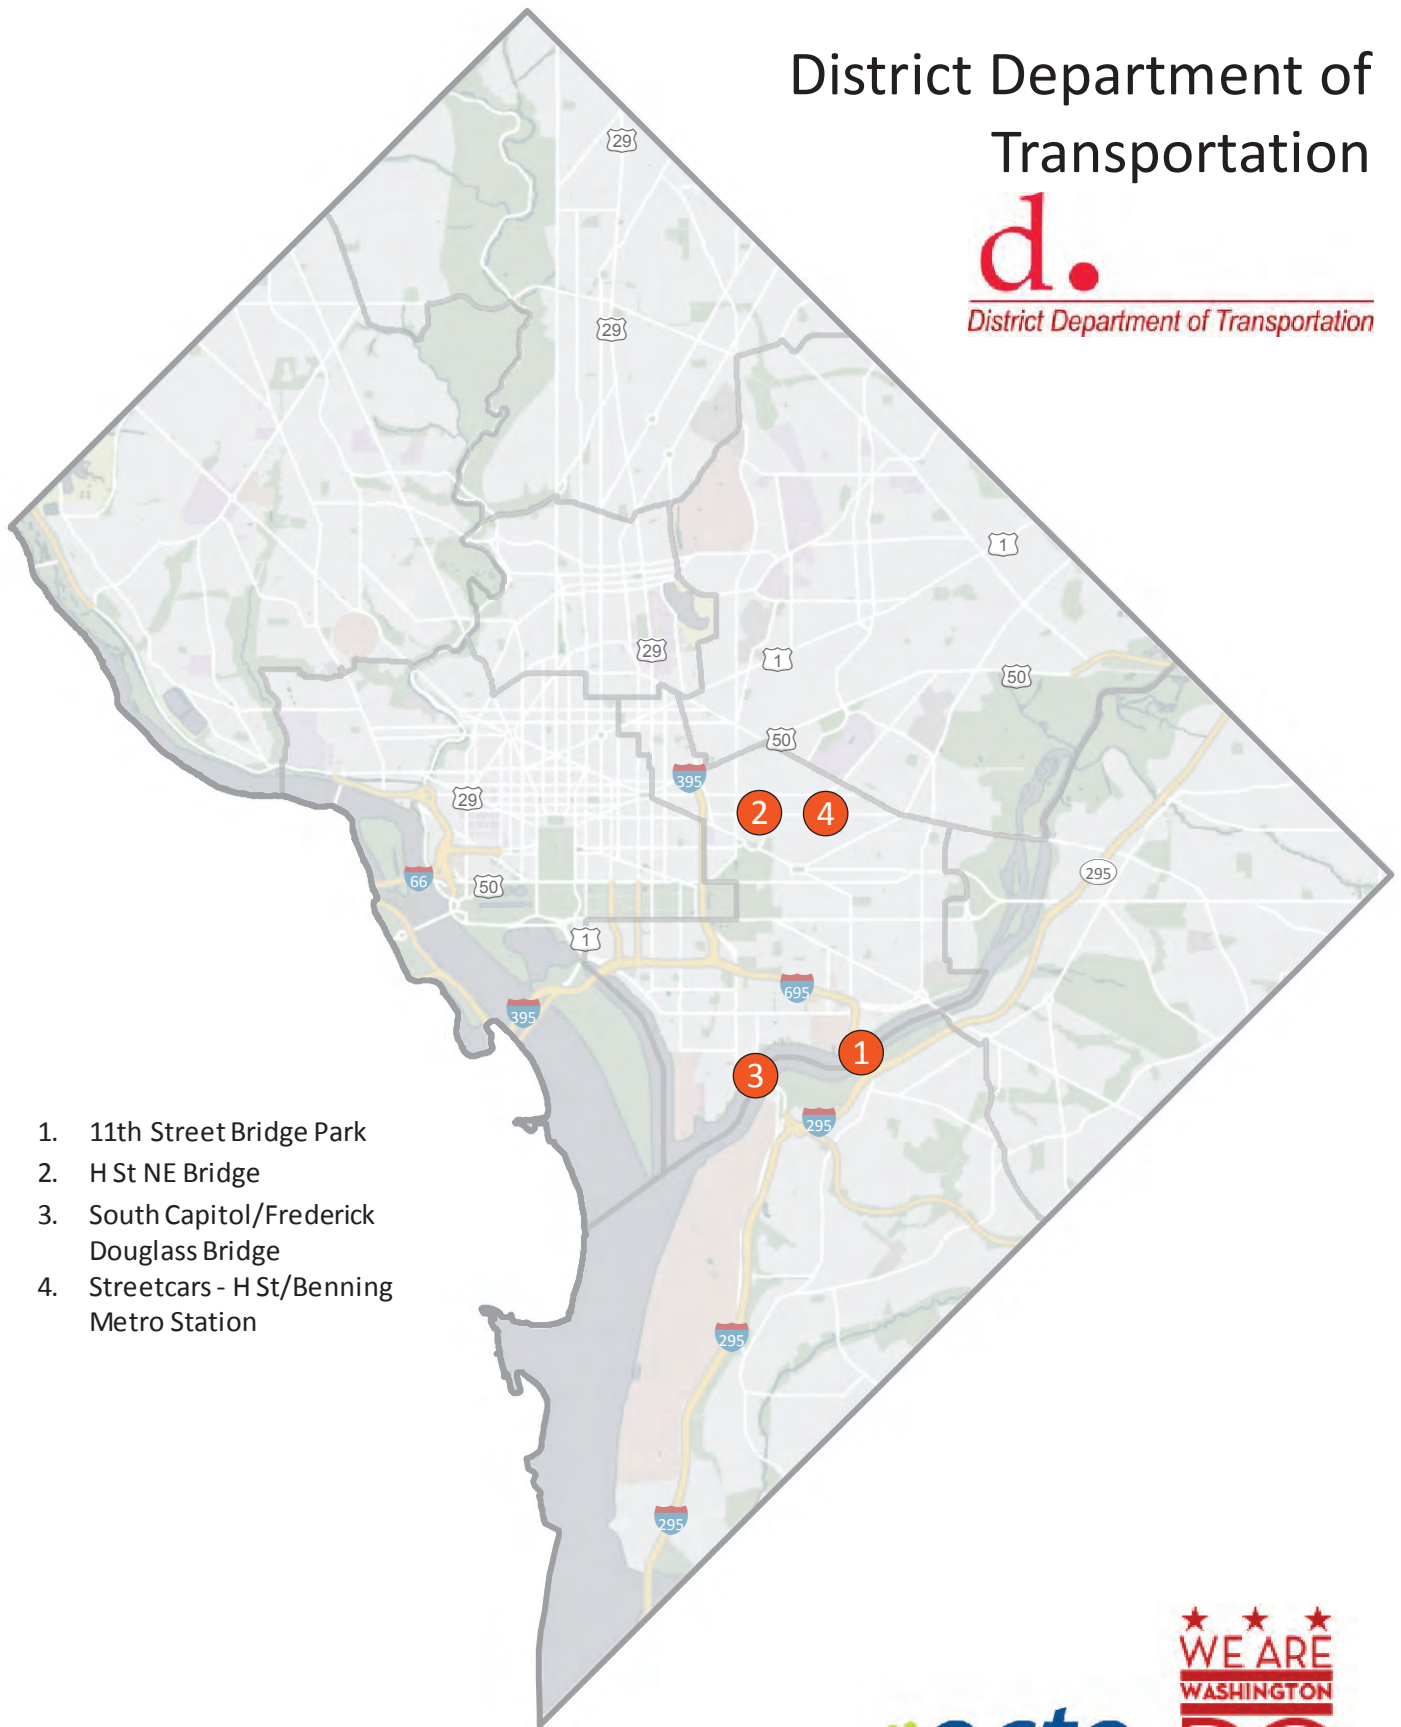 District Department of
Transportation
d.
District Department of Transportation
29
29
1
29
1
50
50
395
29
2
4
66
50
295
1
695
395
1
3
295
1. 11th Street Bridge Park
2. H St NE Bridge
3. South Capitol/Frederick
Douglass Bridge
4. Streetcars - H St/Benning
Metro Station
295
295
WE ARE
WASHINGTON